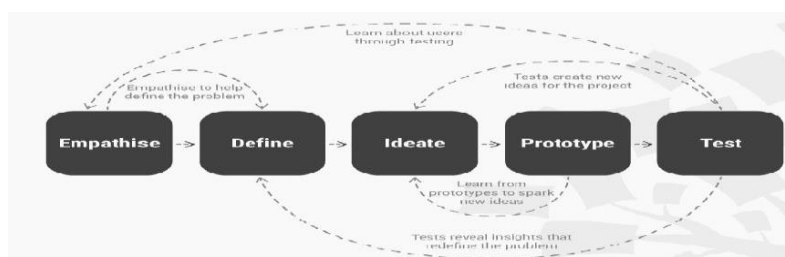 Learn about users
through testing
Empathise to help
define the problem
Tests create new
ideas for the project
Empathise
Define
Ideate
Prototype
Test
Learn from
prototypes to spark
new ideas
Tests reveal insights that
redefine the problem